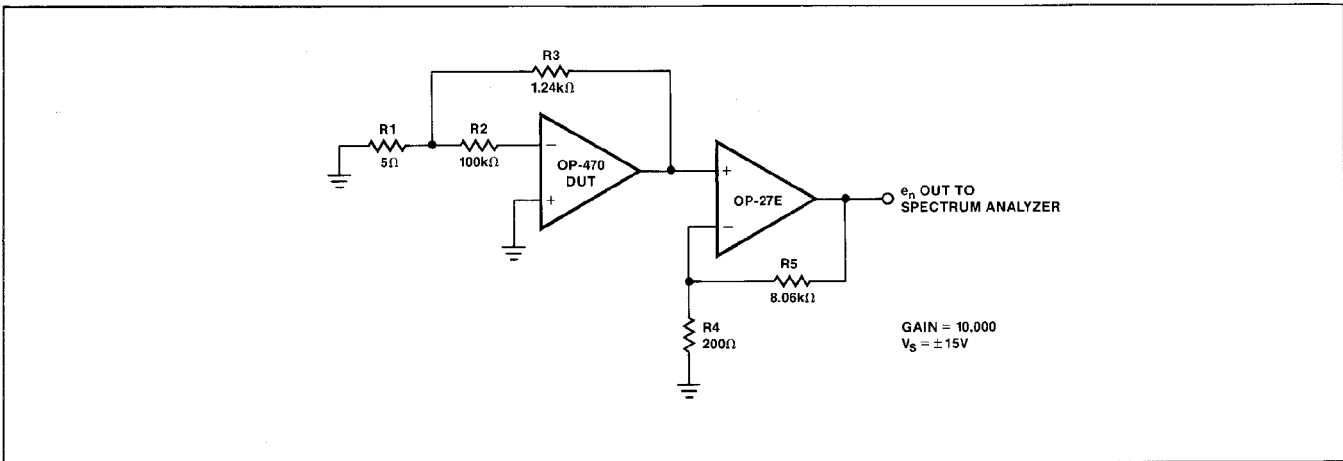 R3
1.24kΩ
R1
5Ω
R2
100kΩ
−
OP-470
DUT
+
+
OP-27E
−
eₙ OUT TO
SPECTRUM ANALYZER
R5
8.06kΩ
R4
200Ω
GAIN = 10,000
V_S = ±15V